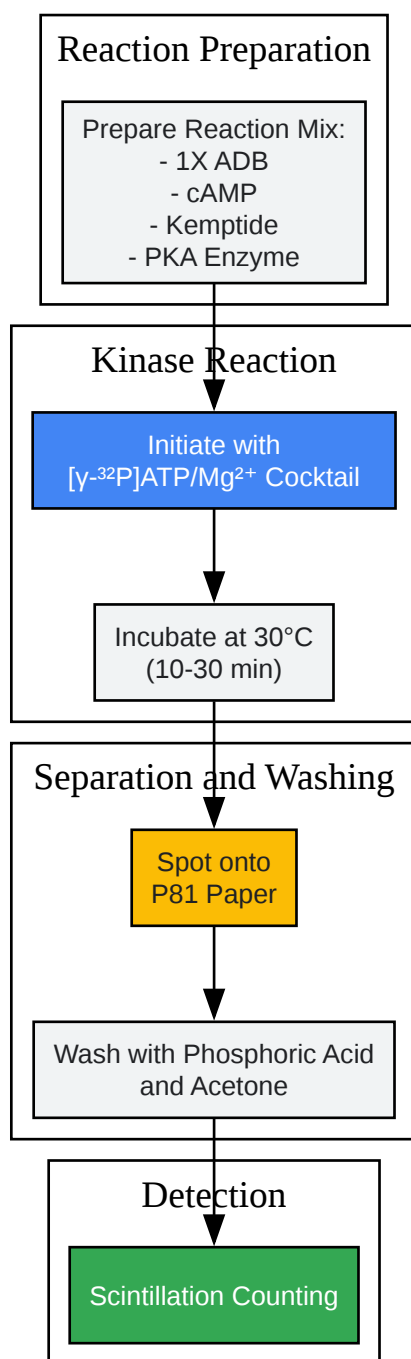 Reaction Preparation
Prepare Reaction Mix:
- 1X ADB
- cAMP
- Kemptide
- PKA Enzyme
Kinase Reaction
Initiate with
[γ-³²P]ATP/Mg²⁺ Cocktail
Incubate at 30°C
(10-30 min)
Separation and Washing
Spot onto
P81 Paper
Wash with Phosphoric Acid
and Acetone
Detection
Scintillation Counting